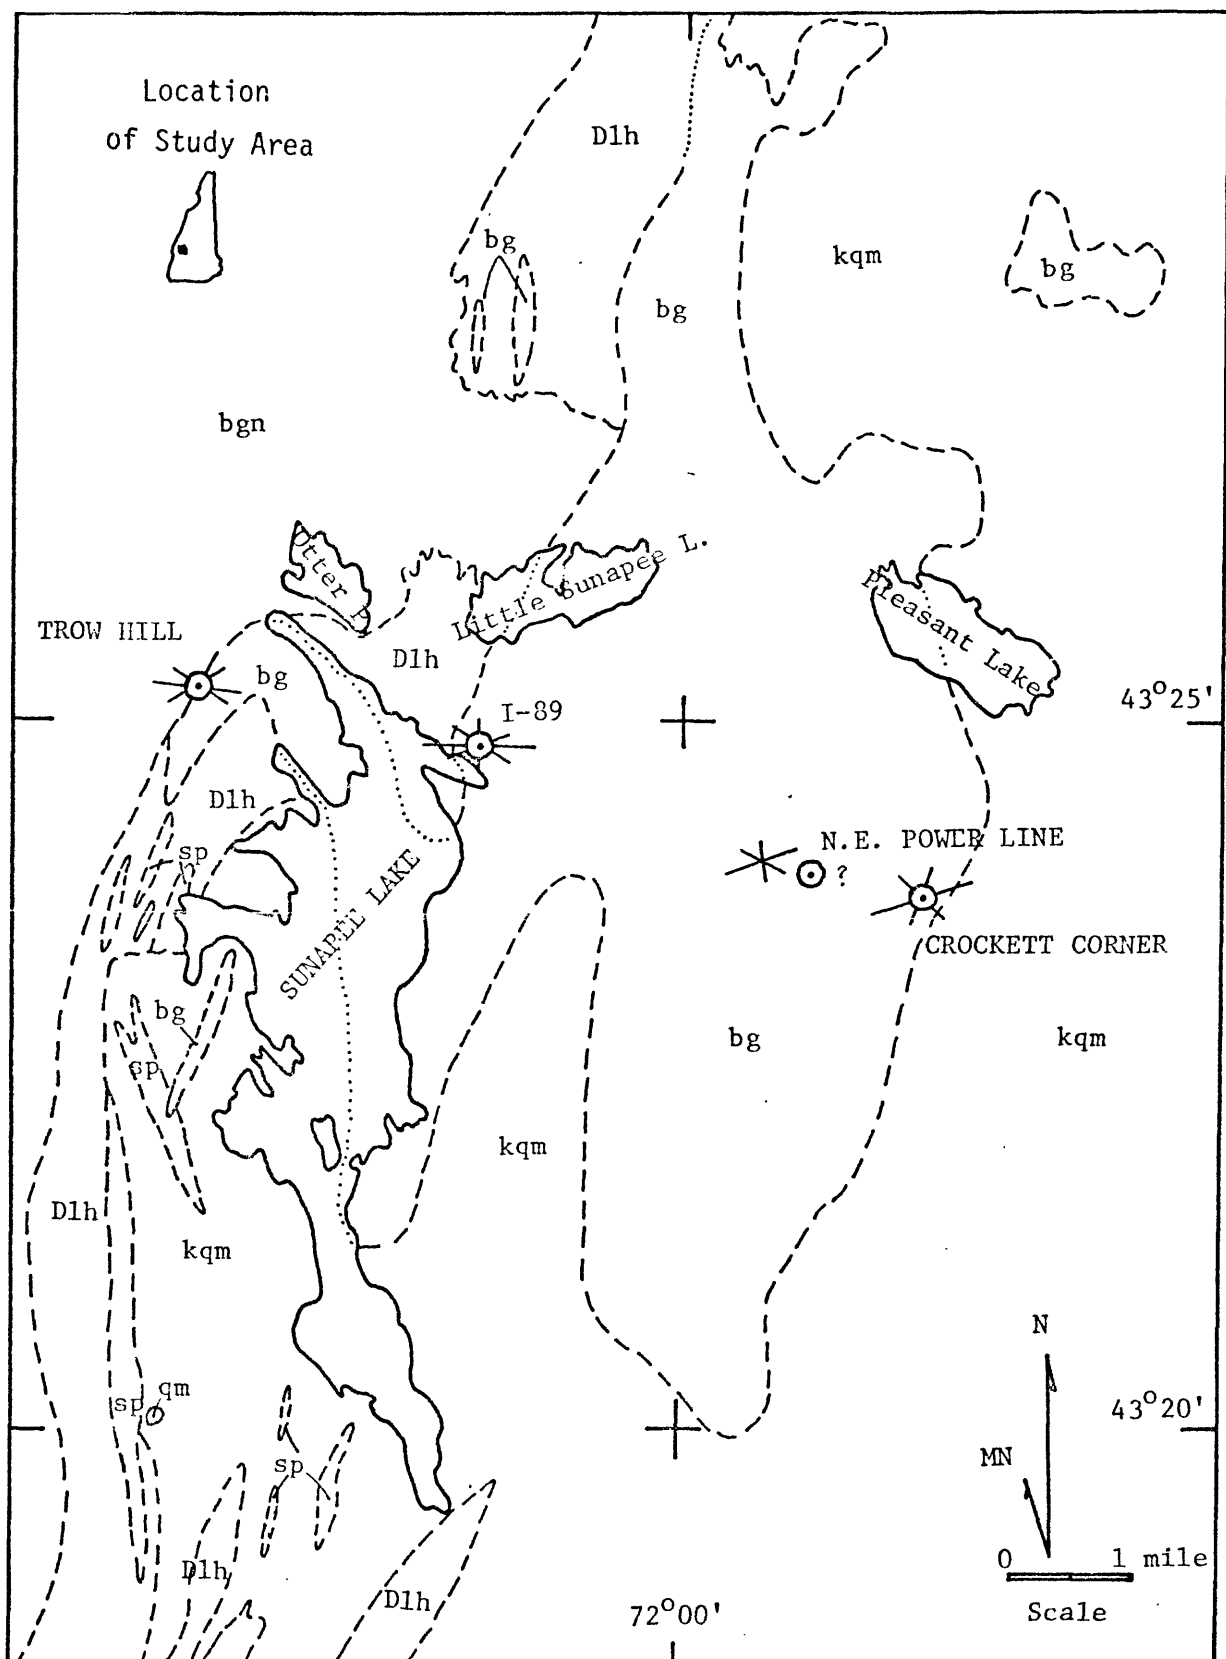 Location
of Study Area
Dlh
bg
kqm
bg
bg
bgn
Otter P.
Little Sunapee L.
Pleasant Lake
TROW HILL
Dlh
bg
43°25'
I-89
Dlh
N.E. POWER LINE
sp
?
SUNAPEE LAKE
CROCKETT CORNER
bg
bg
kqm
sp
kqm
Dlh
kqm
N
qm
sp
43°20'
MN
sp
0 1 mile
Dlh
Dlh
72°00'
Scale